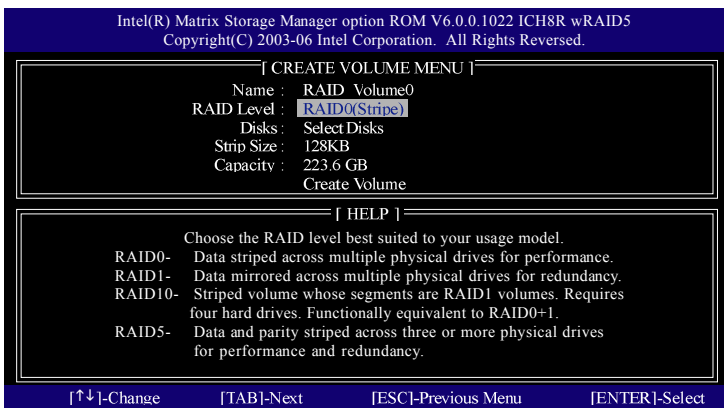 Intel(R) Matrix Storage Manager option ROM V6.0.0.1022 ICH8R wRAID5
Copyright(C) 2003-06 Intel Corporation. All Rights Reversed.
[ CREATE VOLUME MENU ]
Name : RAID_Volume0
RAID Level : RAID0(Stripe)
Disks : Select Disks
Strip Size : 128KB
Capacity : 223.6 GB
Create Volume
[ HELP ]
Choose the RAID level best suited to your usage model.
RAID0- Data striped across multiple physical drives for performance.
RAID1- Data mirrored across multiple physical drives for redundancy.
RAID10- Striped volume whose segments are RAID1 volumes. Requires
four hard drives. Functionally equivalent to RAID0+1.
RAID5- Data and parity striped across three or more physical drives
for performance and redundancy.
[↑↓]-Change [TAB]-Next [ESC]-Previous Menu [ENTER]-Select